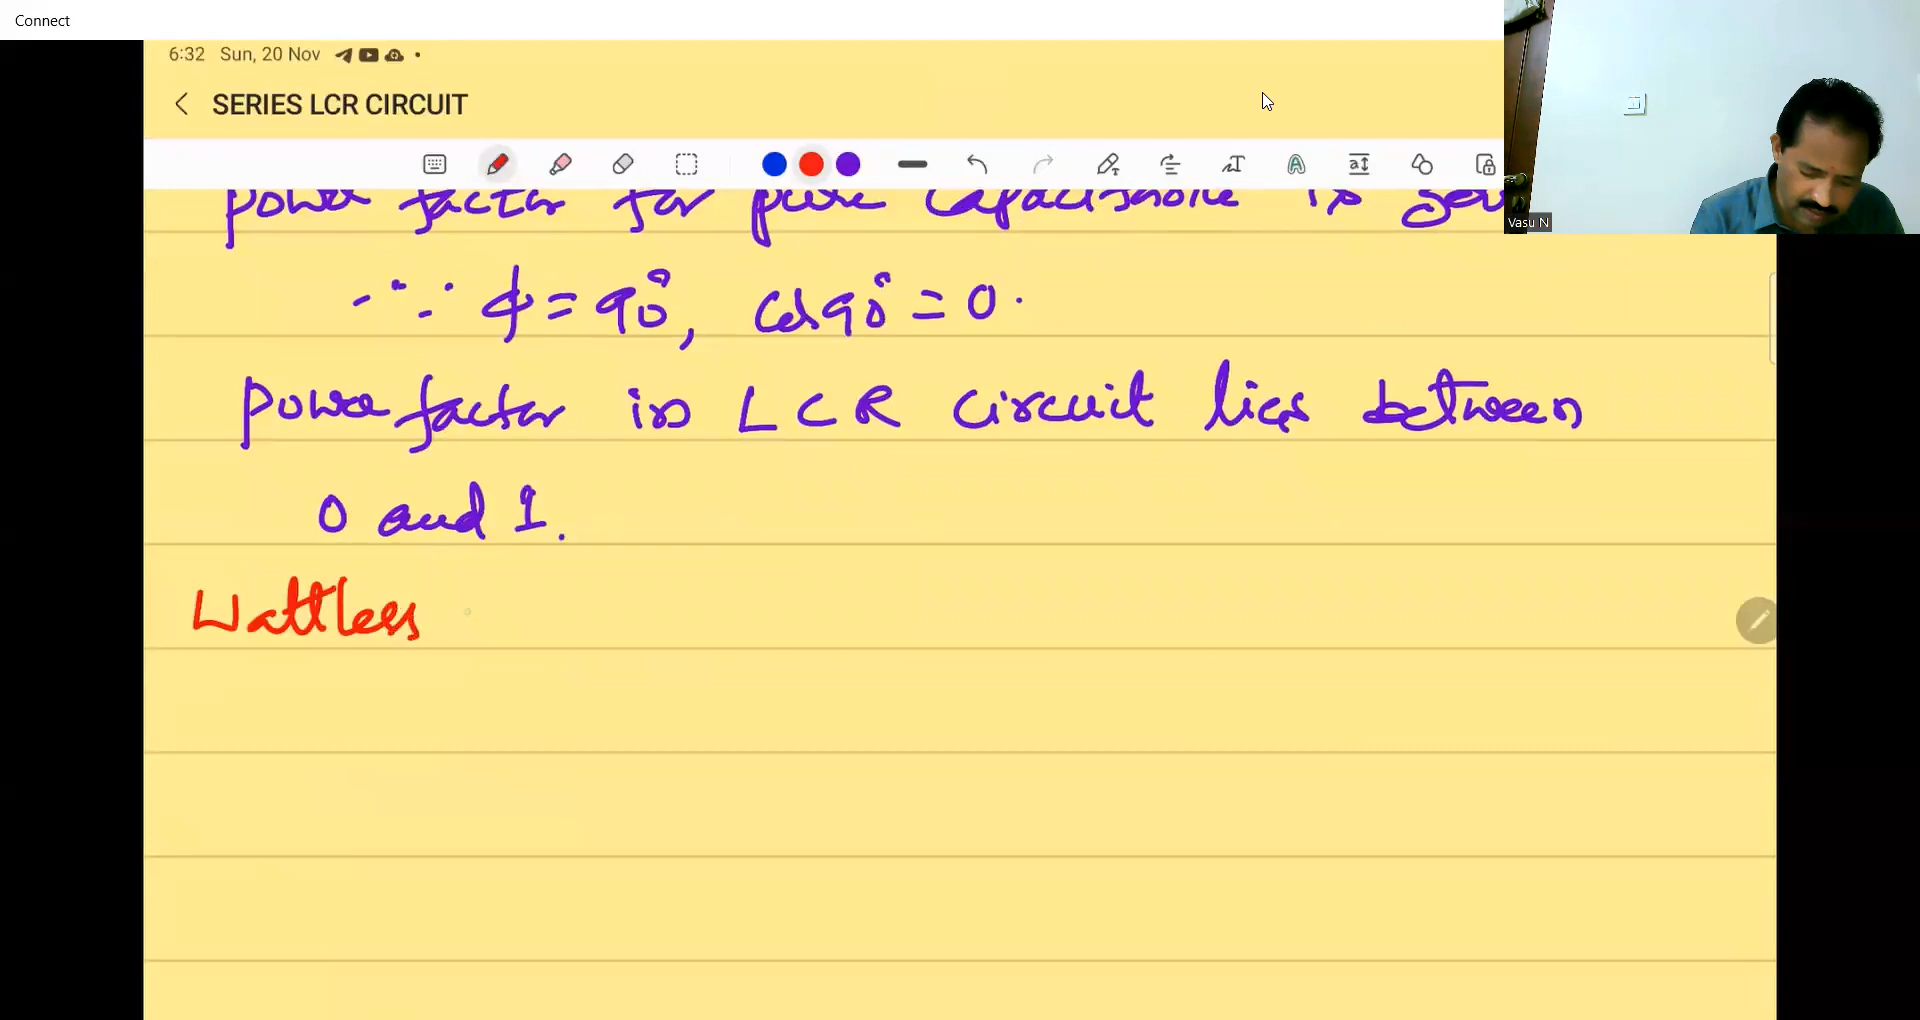 Connect
6:32 Sun, 20 Nov
SERIES LCR CIRCUIT
Vasu N
power factor for pure capacitance is
∵ φ = 90°, cos90° = 0.
power factor in LCR circuit lies between
0 and 1.
Wattless